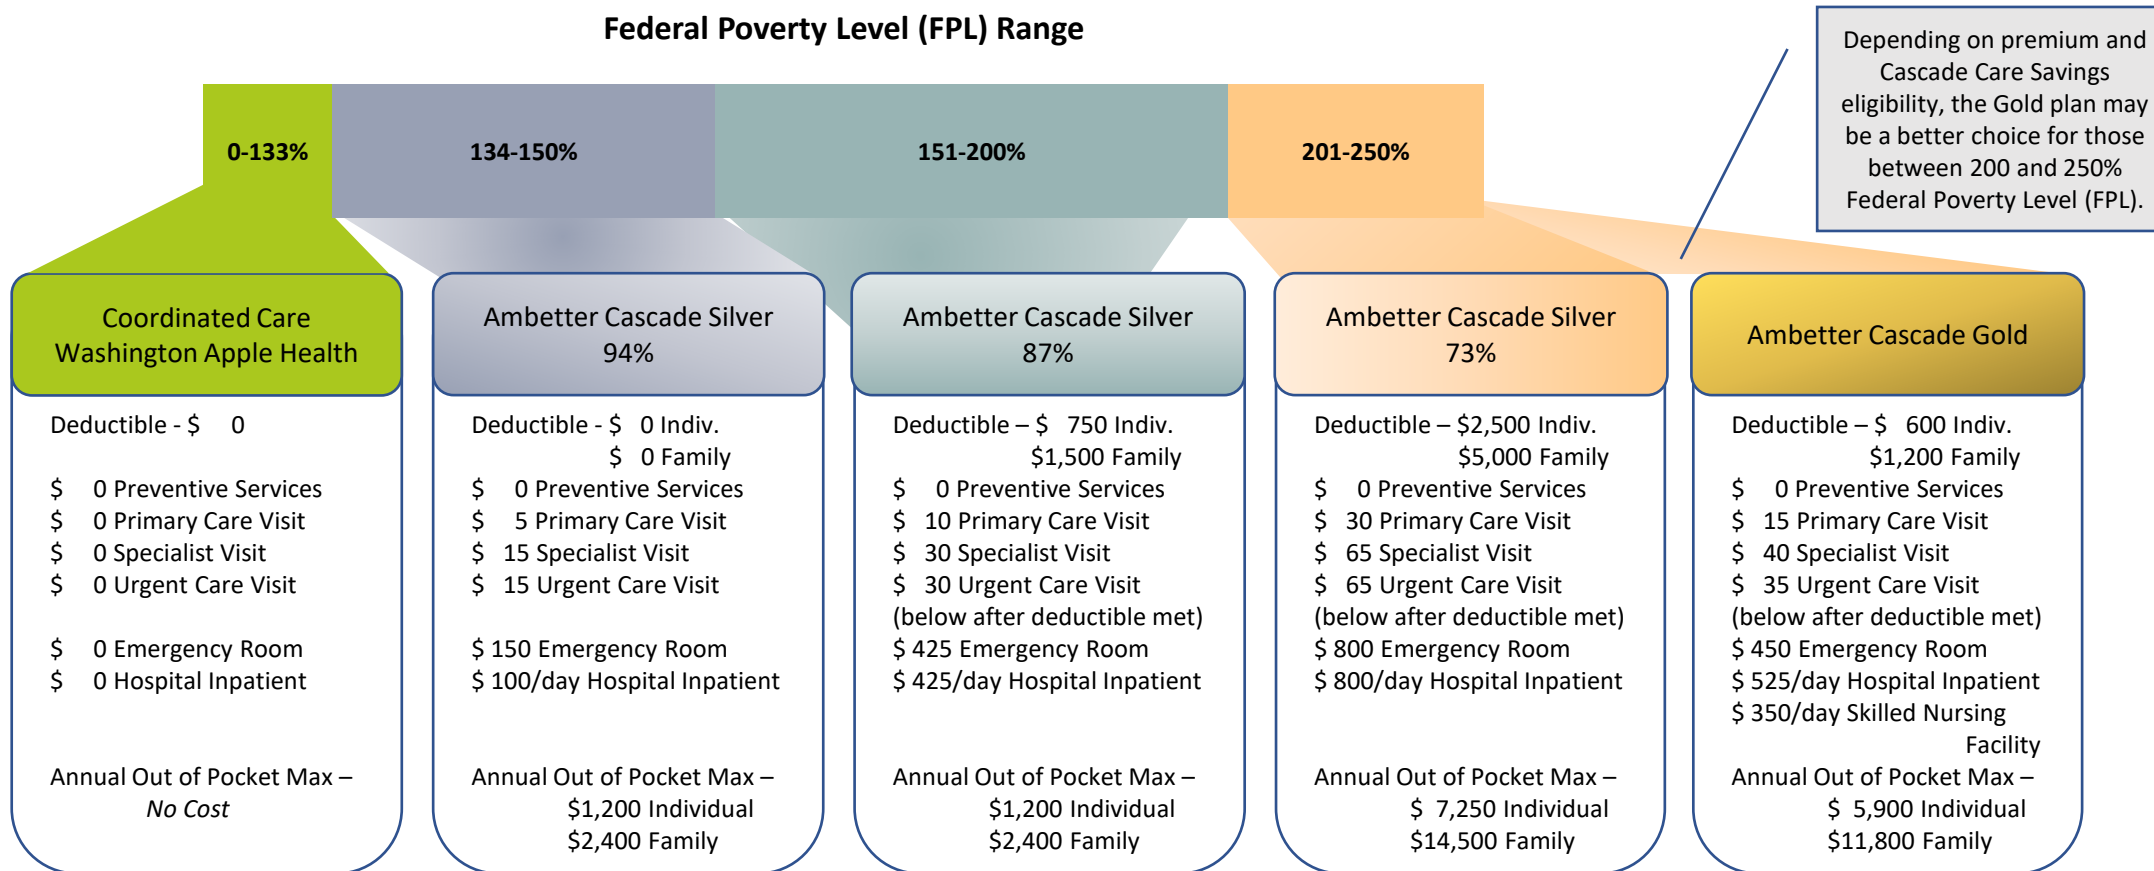 Federal Poverty Level (FPL) Range
Depending on premium and
Cascade Care Savings
eligibility, the Gold plan may
be a better choice for those
between 200 and 250%
Federal Poverty Level (FPL).
0-133%
134-150%
151-200%
201-250%
Coordinated Care
Washington Apple Health
Deductible - $ 0
$ 0 Preventive Services
$ 0 Primary Care Visit
$ 0 Specialist Visit
$ 0 Urgent Care Visit
$ 0 Emergency Room
$ 0 Hospital Inpatient
Annual Out of Pocket Max –
No Cost
Ambetter Cascade Silver
94%
Deductible - $ 0 Indiv.
$ 0 Family
$ 0 Preventive Services
$ 5 Primary Care Visit
$ 15 Specialist Visit
$ 15 Urgent Care Visit
$ 150 Emergency Room
$ 100/day Hospital Inpatient
Annual Out of Pocket Max –
$1,200 Individual
$2,400 Family
Ambetter Cascade Silver
87%
Deductible – $ 750 Indiv.
$1,500 Family
$ 0 Preventive Services
$ 10 Primary Care Visit
$ 30 Specialist Visit
$ 30 Urgent Care Visit
(below after deductible met)
$ 425 Emergency Room
$ 425/day Hospital Inpatient
Annual Out of Pocket Max –
$1,200 Individual
$2,400 Family
Ambetter Cascade Silver
73%
Deductible – $2,500 Indiv.
$5,000 Family
$ 0 Preventive Services
$ 30 Primary Care Visit
$ 65 Specialist Visit
$ 65 Urgent Care Visit
(below after deductible met)
$ 800 Emergency Room
$ 800/day Hospital Inpatient
Annual Out of Pocket Max –
$ 7,250 Individual
$14,500 Family
Ambetter Cascade Gold
Deductible – $ 600 Indiv.
$1,200 Family
$ 0 Preventive Services
$ 15 Primary Care Visit
$ 40 Specialist Visit
$ 35 Urgent Care Visit
(below after deductible met)
$ 450 Emergency Room
$ 525/day Hospital Inpatient
$ 350/day Skilled Nursing
Facility
Annual Out of Pocket Max –
$ 5,900 Individual
$11,800 Family